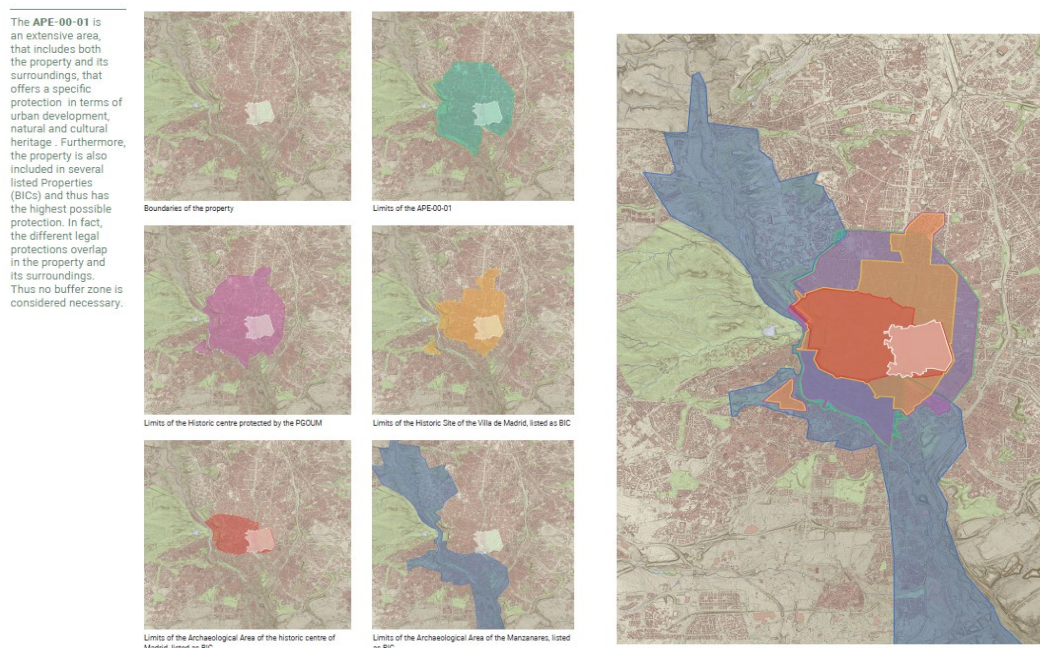 The APE-00-01 is
an extensive area,
that includes both
the property and its
surroundings, that
offers a specific
protection in terms of
urban development,
natural and cultural
heritage . Furthermore,
the property is also
included in several
listed Properties
(BICs) and thus has
the highest possible
protection. In fact,
the different legal
protections overlap
in the property and
its surroundings.
Thus no buffer zone is
considered necessary.
Boundaries of the property
Limits of the APE-00-01
Limits of the Historic centre protected by the PGOUM
Limits of the Historic Site of the Villa de Madrid, listed as BIC
Limits of the Archaeological Area of the historic centre of
Madrid, listed as BIC
Limits of the Archaeological Area of the Manzanares, listed
as BIC